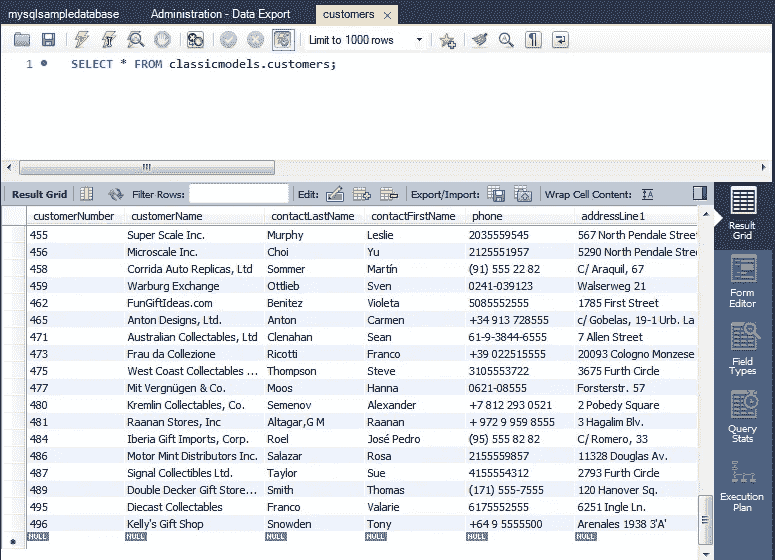 mysqlsampledatabase Administration - Data Export customers
Limit to 1000 rows
1 SELECT * FROM classicmodels.customers;
Result Grid Filter Rows: Edit: Export/Import: Wrap Cell Content:
customerNumber customerName contactLastName contactFirstName phone addressLine1
455 Super Scale Inc. Murphy Leslie 2035559545 567 North Pendale Street
456 Microscale Inc. Choi Yu 2125551957 5290 North Pendale Stre
458 Corrida Auto Replicas, Ltd Sommer Martín (91) 555 22 82 C/ Araquil, 67
459 Warburg Exchange Ottlieb Sven 0241-039123 Walserweg 21
462 FunGiftIdeas.com Benitez Violeta 5085552555 1785 First Street
465 Anton Designs, Ltd. Anton Carmen +34 913 728555 c/ Gobelas, 19-1 Urb. La
471 Australian Collectables, Ltd Clenahan Sean 61-9-3844-6555 7 Allen Street
473 Frau da Collezione Ricotti Franco +39 022515555 20093 Cologno Monzese
475 West Coast Collectables ... Thompson Steve 3105553722 3675 Furth Circle
477 Mit Vergnügen & Co. Moos Hanna 0621-08555 Forsterstr. 57
480 Kremlin Collectables, Co. Semenov Alexander +7 812 293 0521 2 Pobedy Square
481 Raanan Stores, Inc Altagar,G M Raanan + 972 9 959 8555 3 Hagalim Blv.
484 Iberia Gift Imports, Corp. Roel José Pedro (95) 555 82 82 C/ Romero, 33
486 Motor Mint Distributors Inc. Salazar Rosa 2155559857 11328 Douglas Av.
487 Signal Collectibles Ltd. Taylor Sue 4155554312 2793 Furth Circle
489 Double Decker Gift Store... Smith Thomas (171) 555-7555 120 Hanover Sq.
495 Diecast Collectables Franco Valarie 6175552555 6251 Ingle Ln.
496 Kelly's Gift Shop Snowden Tony +64 9 5555500 Arenales 1938 3'A'
NULL NULL NULL NULL NULL NULL
Result
Grid
Form
Editor
Field
Types
Query
Stats
Execution
Plan